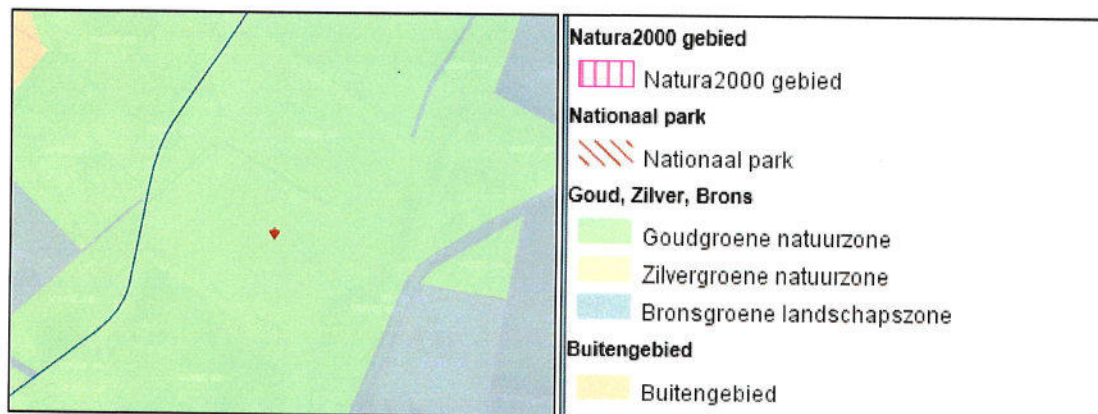 Natura2000 gebied
Natura2000 gebied
Nationaal park
Nationaal park
Goud, Zilver, Brons
Goudgroene natuurzone
Zilvergroene natuurzone
Bronsgroene landschapszone
Buitengebied
Buitengebied